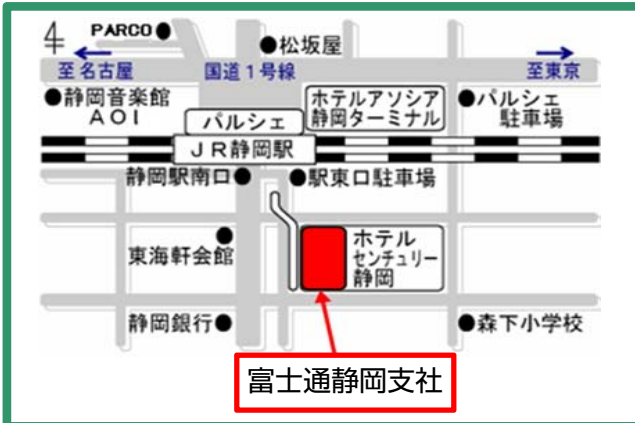 PARCO●
●松坂屋
至名古屋
国道1号線
至東京
●静岡音楽館
AOI
パルシェ
ホテルアソシア
静岡ターミナル
●パルシェ
駐車場
JR静岡駅
静岡駅南口●
●駅東口駐車場
東海軒会館
ホテル
センチュリー
静岡
静岡銀行●
●森下小学校
富士通静岡支社